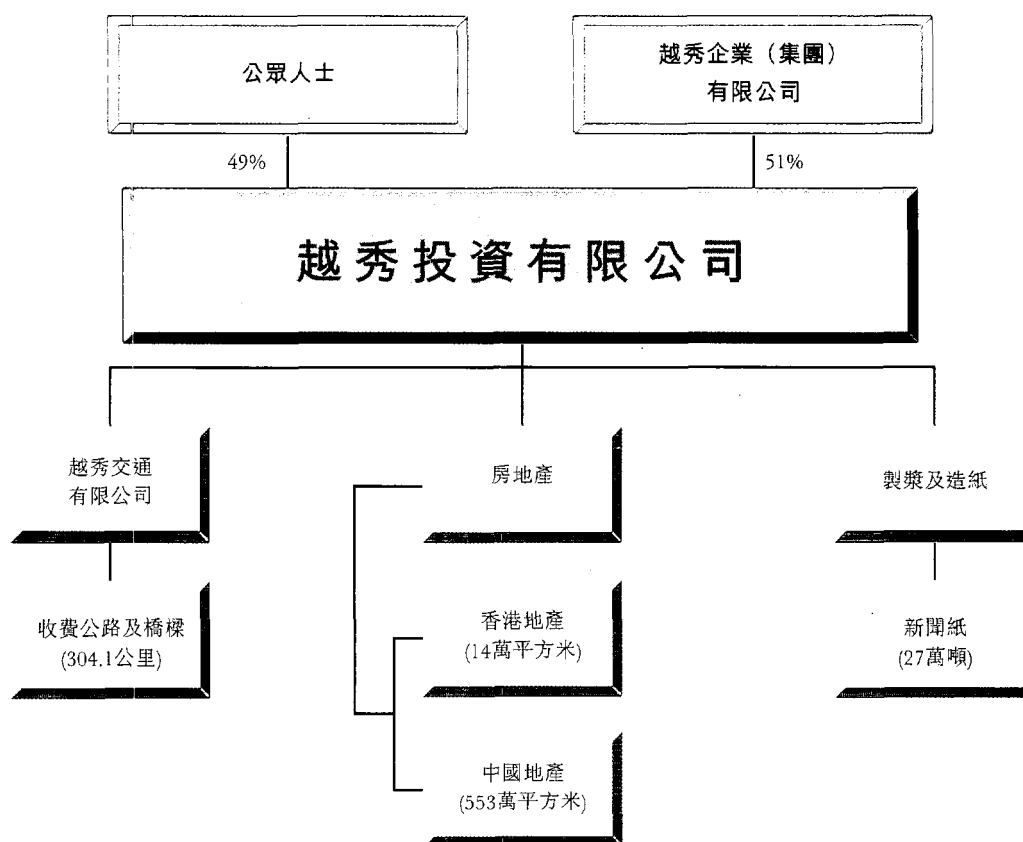 公眾人士
越秀企業（集團）
有限公司
49%
51%
越秀投資有限公司
越秀交通
有限公司
房地產
製漿及造紙
收費公路及橋樑
(304.1公里)
香港地產
(14萬平方米)
新聞紙
(27萬噸)
中國地產
(553萬平方米)